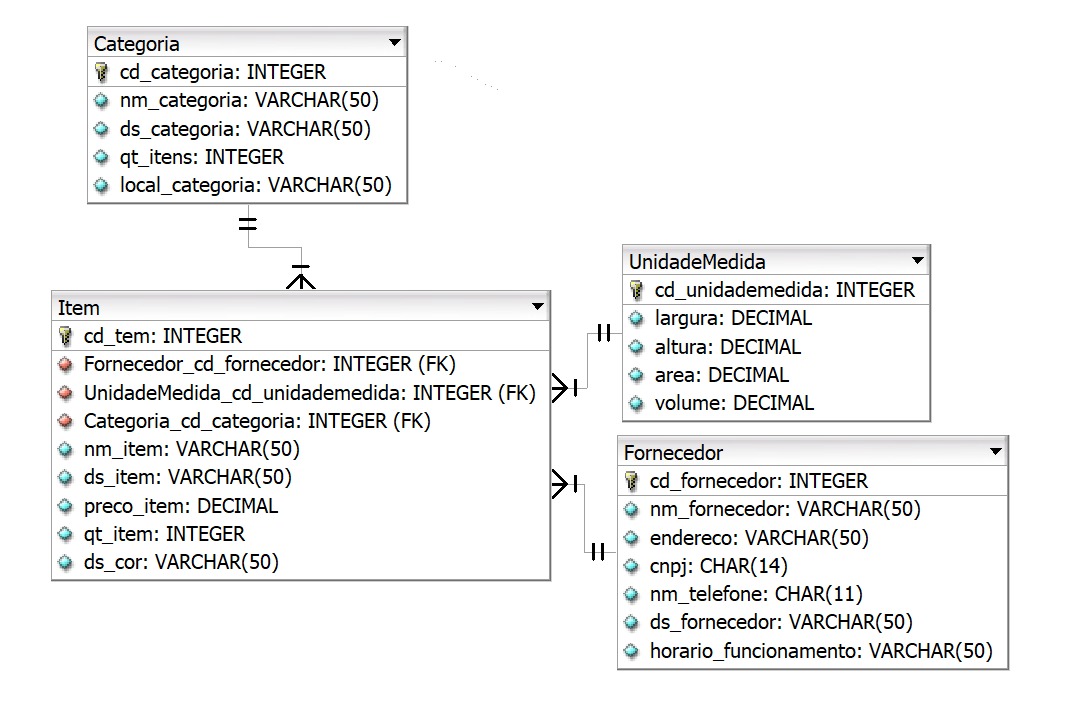 Categoria
cd_categoria: INTEGER
nm_categoria: VARCHAR(50)
ds_categoria: VARCHAR(50)
qt_itens: INTEGER
local_categoria: VARCHAR(50)
Item
cd_tem: INTEGER
Fornecedor_cd_fornecedor: INTEGER (FK)
UnidadeMedida_cd_unidademedida: INTEGER (FK)
Categoria_cd_categoria: INTEGER (FK)
nm_item: VARCHAR(50)
ds_item: VARCHAR(50)
preco_item: DECIMAL
qt_item: INTEGER
ds_cor: VARCHAR(50)
UnidadeMedida
cd_unidademedida: INTEGER
largura: DECIMAL
altura: DECIMAL
area: DECIMAL
volume: DECIMAL
Fornecedor
cd_fornecedor: INTEGER
nm_fornecedor: VARCHAR(50)
endereco: VARCHAR(50)
cnpj: CHAR(14)
nm_telefone: CHAR(11)
ds_fornecedor: VARCHAR(50)
horario_funcionamento: VARCHAR(50)